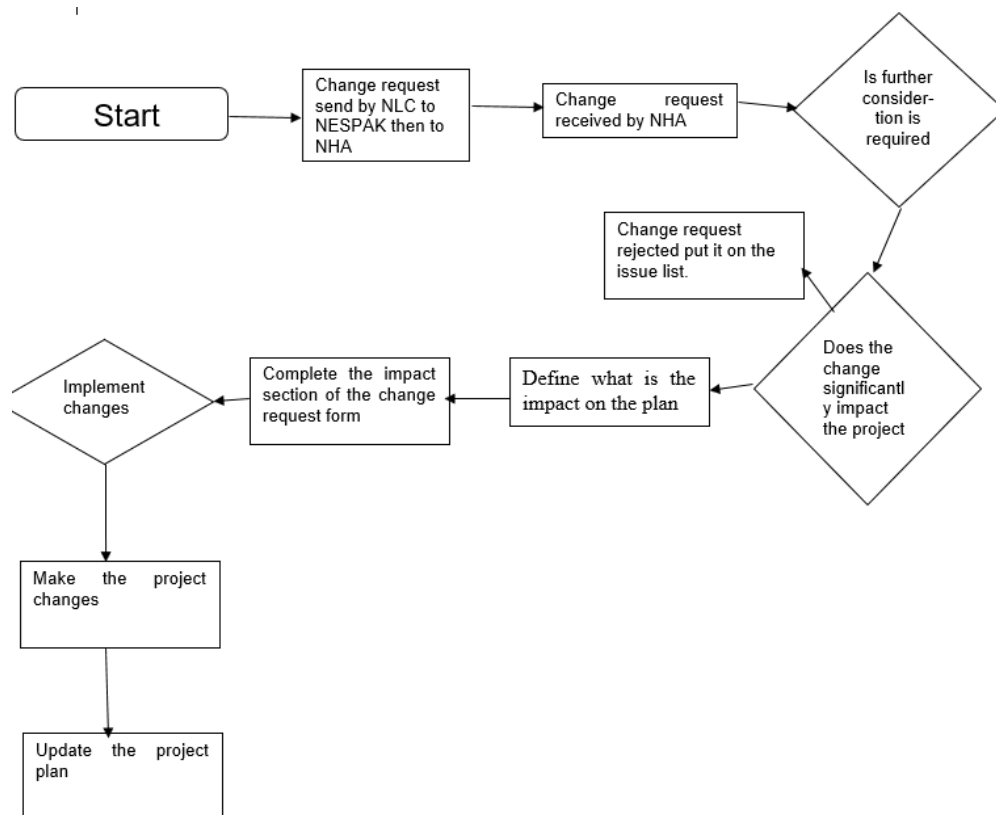 Start
Change request
send by NLC to
NESPAK then to
NHA
Change request
received by NHA
Is further
consider-
tion is
required
Change request
rejected put it on the
issue list.
Does the
change
significantl
y impact
the project
Define what is the
impact on the plan
Complete the impact
section of the change
request form
Implement
changes
Make the project
changes
Update the project
plan